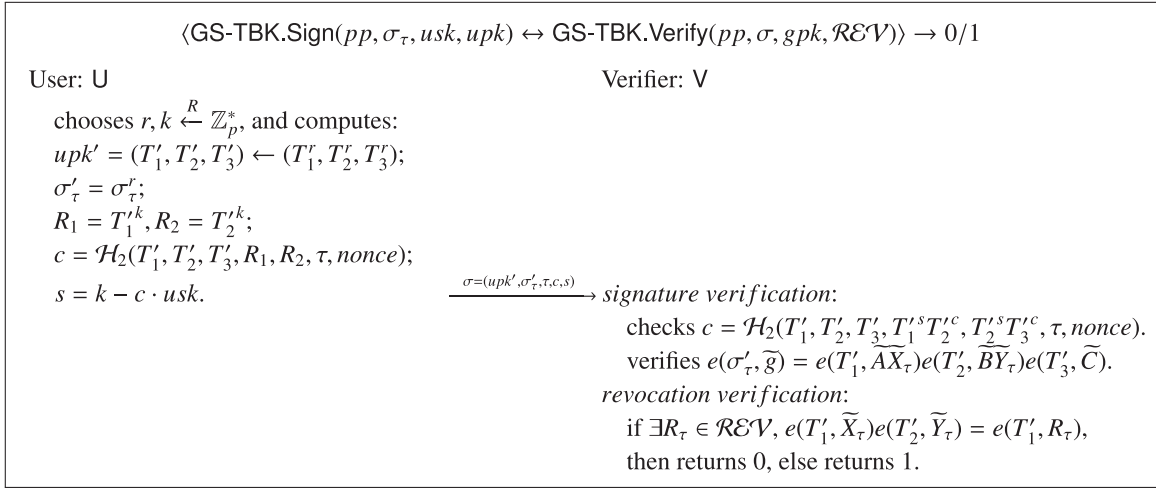 ⟨GS-TBK.Sign(pp, σ_τ, usk, upk) ↔ GS-TBK.Verify(pp, σ, gpk, ℛℰ𝒱)⟩ → 0/1
User: U
Verifier: V
chooses r, k ←^R ℤ_p^*, and computes:
upk′ = (T′_1, T′_2, T′_3) ← (T_1^r, T_2^r, T_3^r);
σ′_τ = σ_τ^r;
R_1 = T′_1^k, R_2 = T′_2^k;
c = ℋ_2(T′_1, T′_2, T′_3, R_1, R_2, τ, nonce);
s = k − c · usk.
σ=(upk′,σ′_τ,τ,c,s)
signature verification:
checks c = ℋ_2(T′_1, T′_2, T′_3, T′_1^s T′_2^c, T′_2^s T′_3^c, τ, nonce).
verifies e(σ′_τ, g̃) = e(T′_1, ÃX̃_τ)e(T′_2, B̃Ỹ_τ)e(T′_3, C̃).
revocation verification:
if ∃R_τ ∈ ℛℰ𝒱, e(T′_1, X̃_τ)e(T′_2, Ỹ_τ) = e(T′_1, R_τ),
then returns 0, else returns 1.